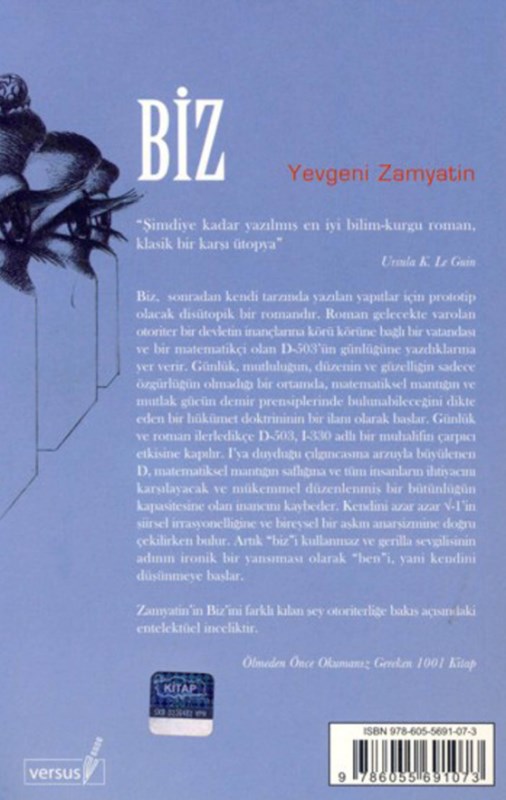 BİZ
Yevgeni Zamyatin
"Şimdiye kadar yazılmış en iyi bilim-kurgu roman,
klasik bir karşı ütopya"
Ursula K. Le Guin
Biz, sonradan kendi tarzında yazılan yapıtlar için prototip
olacak disütopik bir romandır. Roman gelecekte varolan
otoriter bir devletin inançlarına körü körüne bağlı bir vatandaşı
ve bir matematikçi olan D-503'ün günlüğüne yazdıklarına
yer verir. Günlük, mutluluğun, düzenin ve güzelliğin sadece
özgürlüğün olmadığı bir ortamda, matematiksel mantığın ve
mutlak gücün demir prensiplerinde bulunabileceğini dikte
eden bir hükümet doktrininin bir ilanı olarak başlar. Günlük
ve roman ilerledikçe D-503, I-330 adlı bir muhalifin çarpıcı
etkisine kapılır. I'ya duyduğu çılgıncasına arzuyla büyülenen
D, matematiksel mantığın saflığına ve tüm insanların ihtiyacını
karşılayacak ve mükemmel düzenlenmiş bir bütünlüğün
kapasitesine olan inancını kaybeder. Kendini azar azar √-1'in
şiirsel irrasyonelliğine ve bireysel bir aşkın anarşizmine doğru
çekilirken bulur. Artık "biz"i kullanmaz ve gerilla sevgilisinin
adının ironik bir yansıması olarak "ben"i, yani kendini
düşünmeye başlar.
Zamyatin'in Biz'ini farklı kılan şey otoriterliğe bakış açısındaki
entelektüel inceliktir.
Ölmeden Önce Okumanız Gereken 1001 Kitap
KİTAP
ISBN 978-605-5691-07-3
9 786055 691073
versus